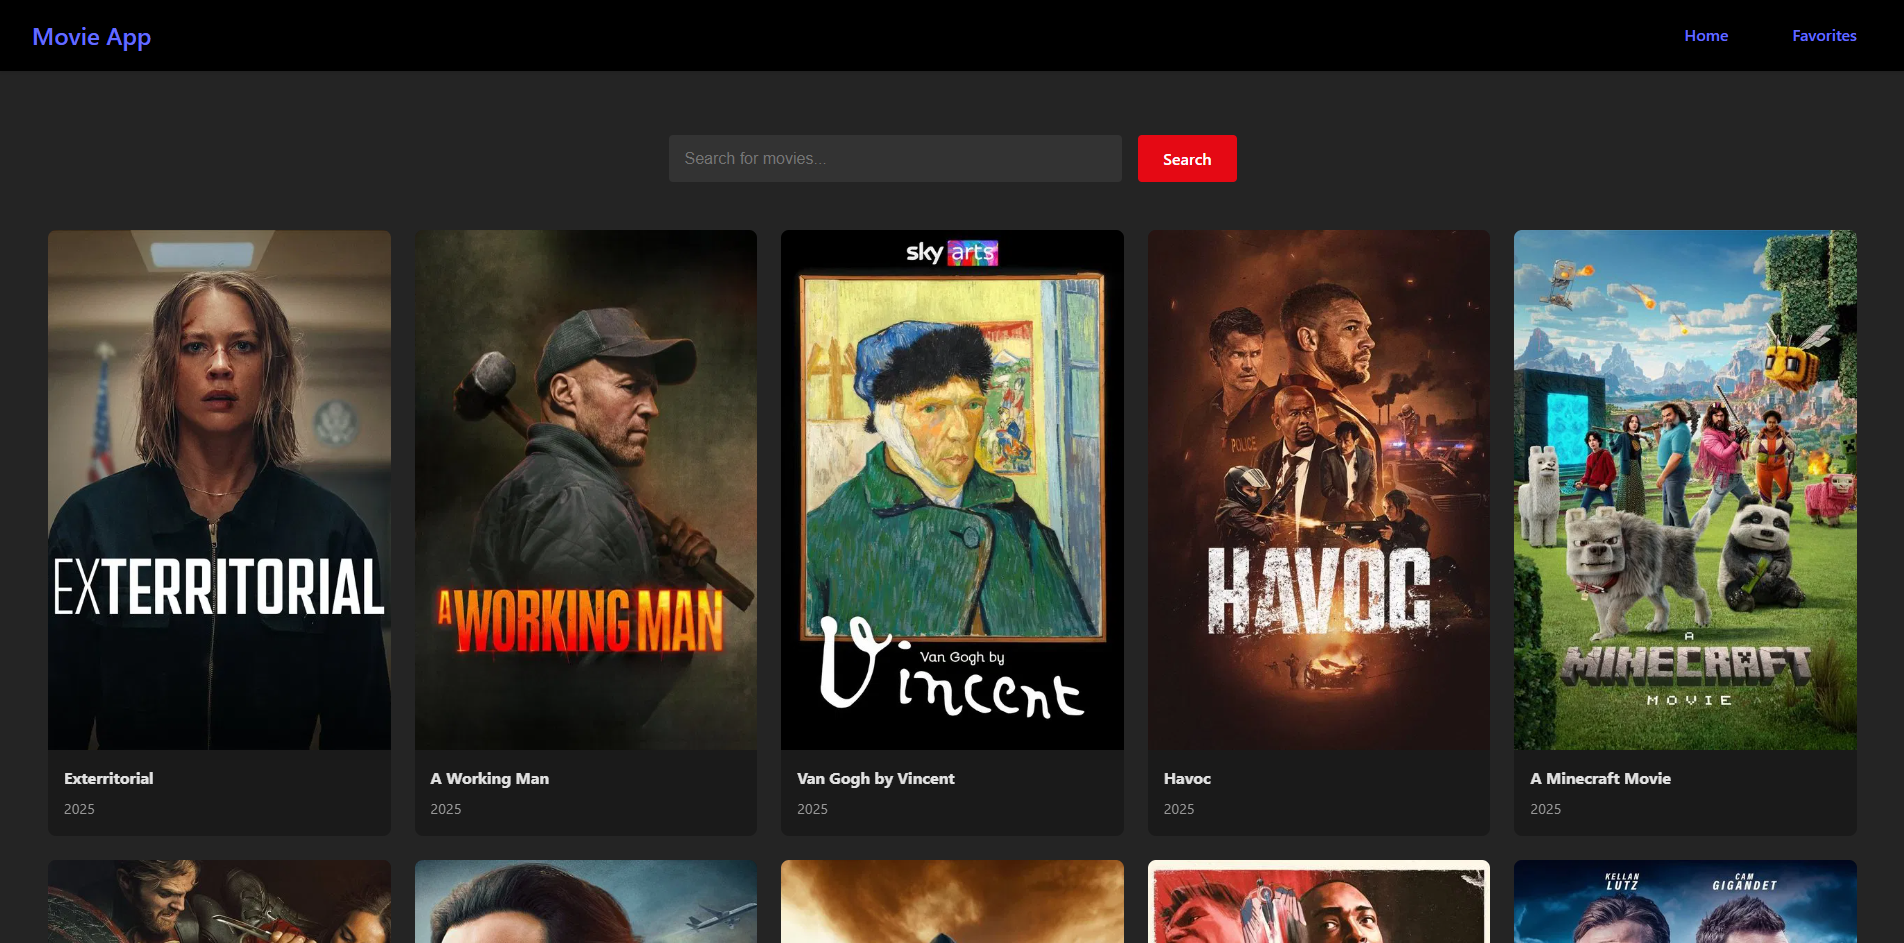 Movie App
Home
Favorites
Search for movies...
Search
EXTERRITORIAL
Exterritorial
2025
A WORKING MAN
A Working Man
2025
sky arts
Van Gogh by
Vincent
Van Gogh by Vincent
2025
POLICE
HAVOC
Havoc
2025
A
MINECRAFT
MOVIE
A Minecraft Movie
2025
KELLAN
LUTZ
CAM
GIGANDET